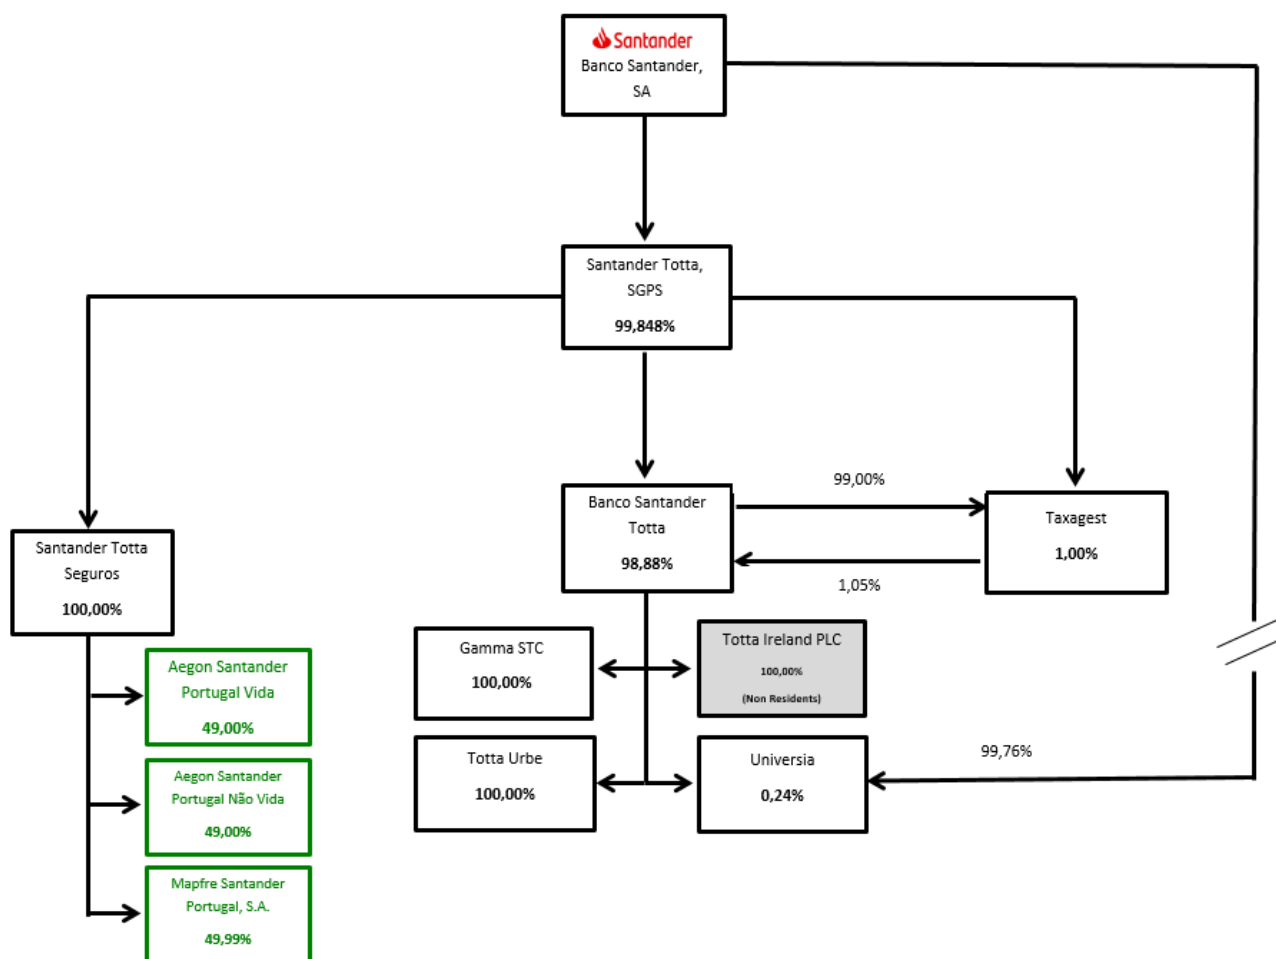 Santander
Banco Santander,
SA
Santander Totta,
SGPS
99,848%
99,00%
Banco Santander
Totta
98,88%
Taxagest
1,00%
1,05%
Santander Totta
Seguros
100,00%
Gamma STC
100,00%
Totta Ireland PLC
100,00%
(Non Residents)
Aegon Santander
Portugal Vida
49,00%
Totta Urbe
100,00%
Universia
0,24%
99,76%
Aegon Santander
Portugal Não Vida
49,00%
Mapfre Santander
Portugal, S.A.
49,99%